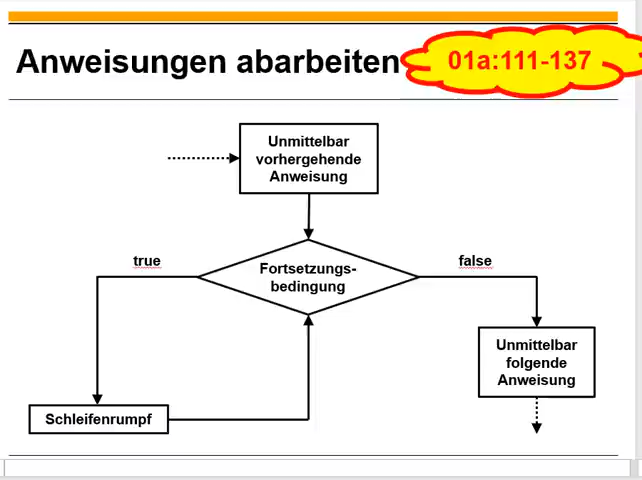 Anweisungen abarbeiten
01a:111-137
Unmittelbar
vorhergehende
Anweisung
true
false
Fortsetzungs-
bedingung
Unmittelbar
folgende
Anweisung
Schleifenrumpf